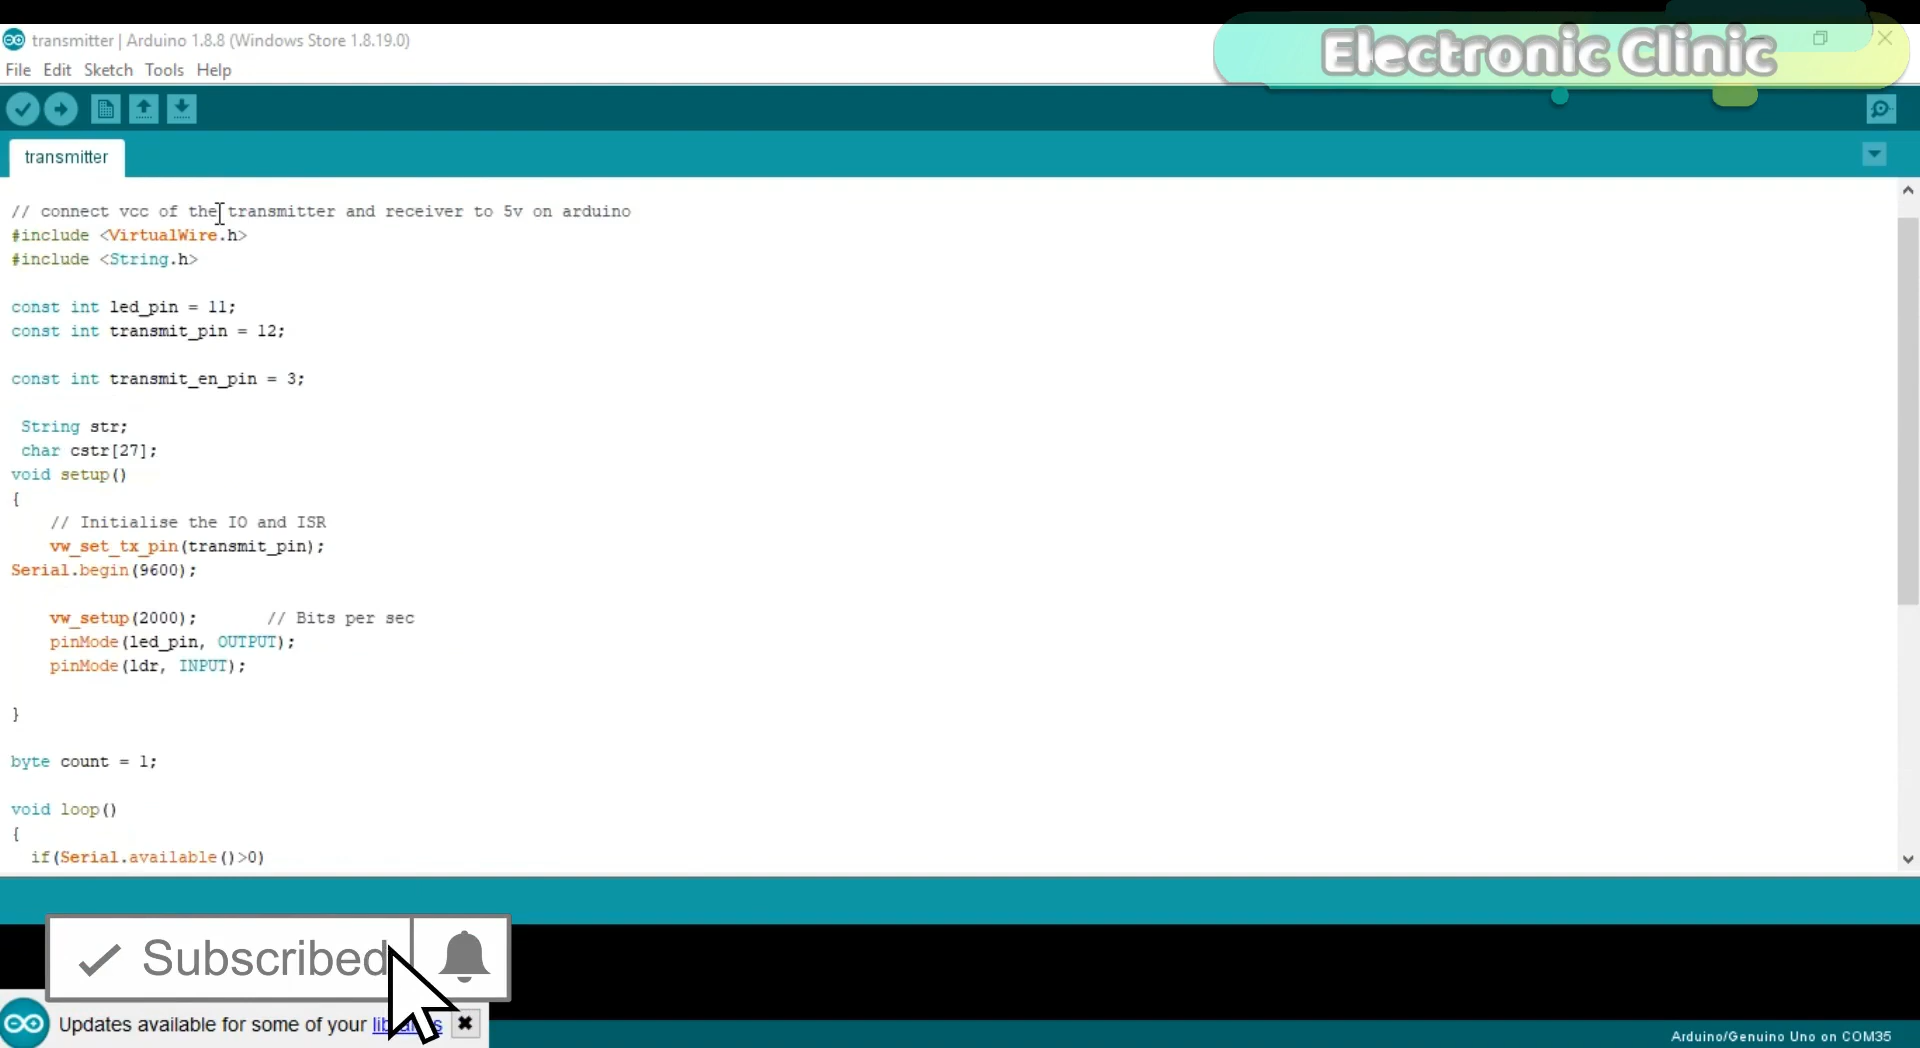 transmitter | Arduino 1.8.8 (Windows Store 1.8.19.0)
Electronic Clinic
File Edit Sketch Tools Help
transmitter
// connect vcc of the transmitter and receiver to 5v on arduino
#include <VirtualWire.h>
#include <String.h>
const int led_pin = 11;
const int transmit_pin = 12;
const int transmit_en_pin = 3;
String str;
char cstr[27];
void setup()
{
// Initialise the IO and ISR
vw_set_tx_pin(transmit_pin);
Serial.begin(9600);
vw_setup(2000); // Bits per sec
pinMode(led_pin, OUTPUT);
pinMode(ldr, INPUT);
}
byte count = 1;
void loop()
{
if(Serial.available()>0)
Subscribed
Updates available for some of your
Arduino/Genuino Uno on COM35